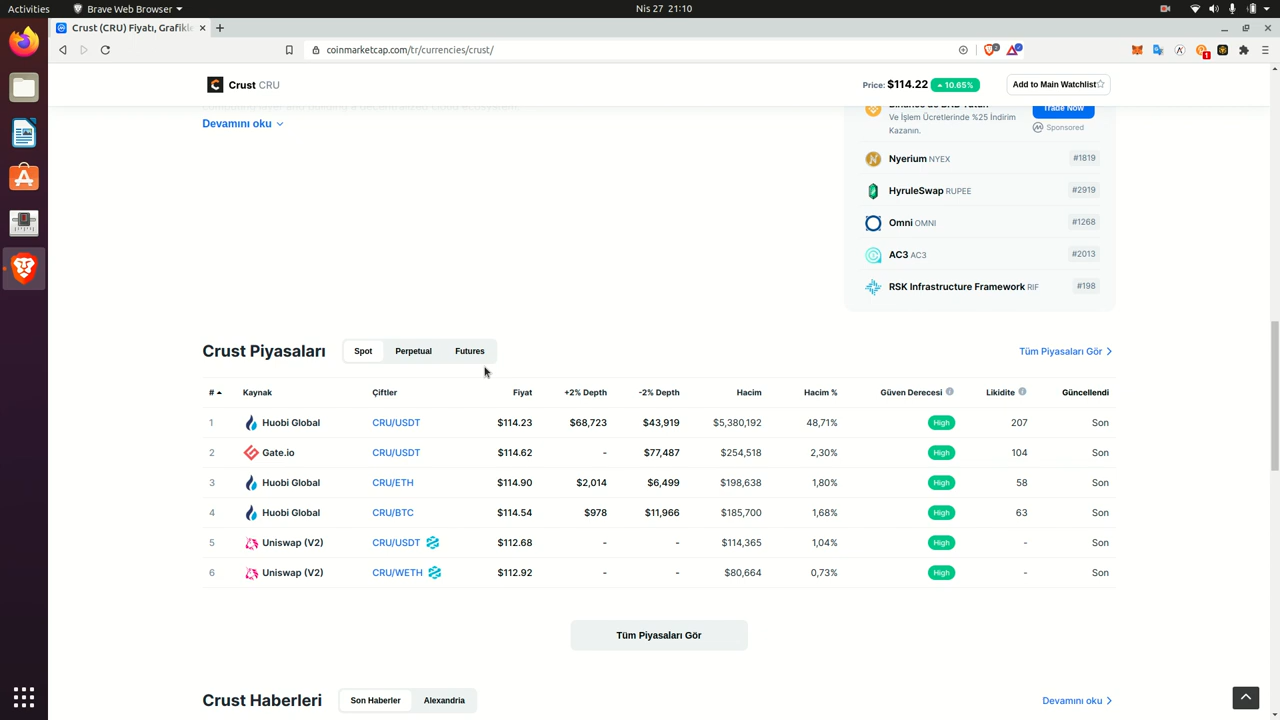 Activities
Brave Web Browser
Nis 27 21:10
Crust (CRU) Fiyatı, Grafikle
coinmarketcap.com/tr/currencies/crust/
2
1
Crust CRU
Price: $114.22 10.65%
Add to Main Watchlist
Devamını oku
Trade Now
Ve İşlem Ücretlerinde %25 İndirim
Kazanın.
Sponsored
Nyerium NYEX #1819
HyruleSwap RUPEE #2919
Omni OMNI #1268
AC3 AC3 #2013
RSK Infrastructure Framework RIF #198
Crust Piyasaları Spot Perpetual Futures Tüm Piyasaları Gör
# Kaynak Çiftler Fiyat +2% Depth -2% Depth Hacim Hacim % Güven Derecesi Likidite Güncellendi
1 Huobi Global CRU/USDT $114.23 $68,723 $43,919 $5,380,192 48,71% High 207 Son
2 Gate.io CRU/USDT $114.62 - $77,487 $254,518 2,30% High 104 Son
3 Huobi Global CRU/ETH $114.90 $2,014 $6,499 $198,638 1,80% High 58 Son
4 Huobi Global CRU/BTC $114.54 $978 $11,966 $185,700 1,68% High 63 Son
5 Uniswap (V2) CRU/USDT $112.68 - - $114,365 1,04% High - Son
6 Uniswap (V2) CRU/WETH $112.92 - - $80,664 0,73% High - Son
Tüm Piyasaları Gör
Crust Haberleri Son Haberler Alexandria Devamını oku